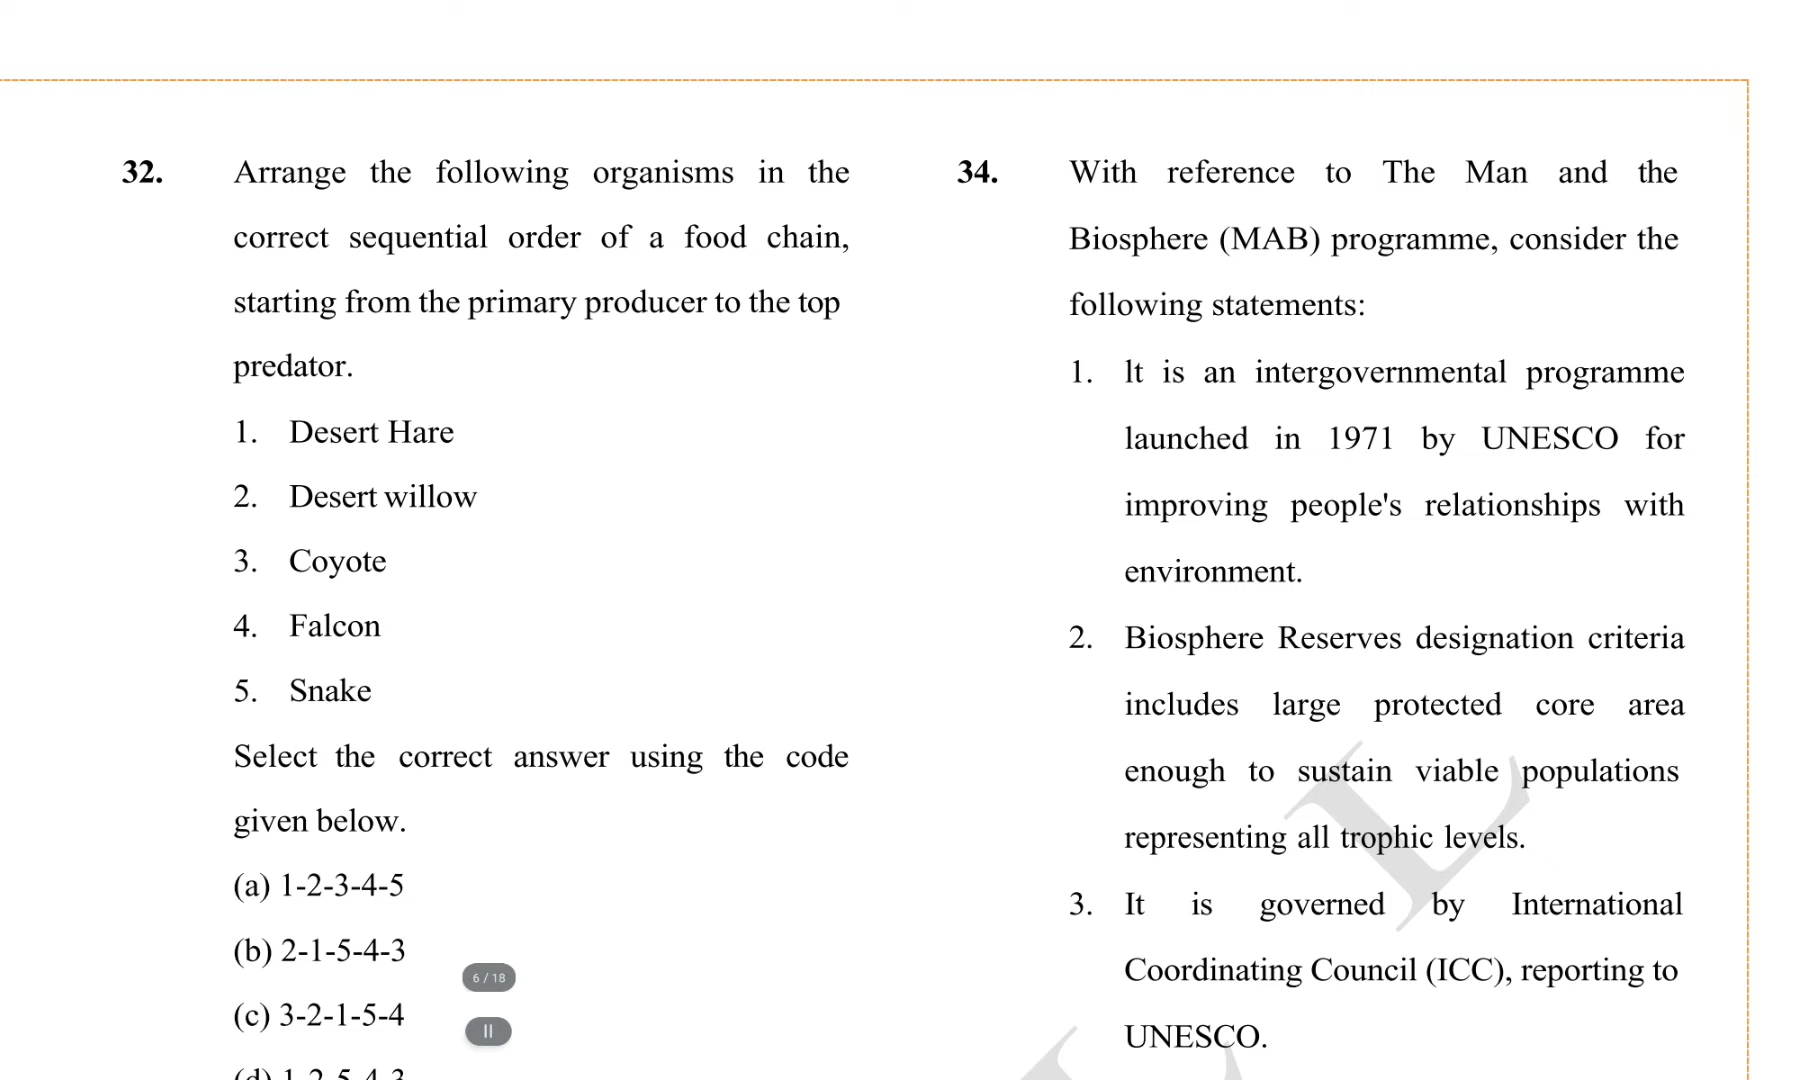 32.
Arrange the following organisms in the
correct sequential order of a food chain,
starting from the primary producer to the top
predator.
1. Desert Hare
2. Desert willow
3. Coyote
4. Falcon
5. Snake
Select the correct answer using the code
given below.
(a) 1-2-3-4-5
(b) 2-1-5-4-3
(c) 3-2-1-5-4
(d) 1-2-5-4-3
6 / 18
34.
With reference to The Man and the
Biosphere (MAB) programme, consider the
following statements:
1. lt is an intergovernmental programme
launched in 1971 by UNESCO for
improving people's relationships with
environment.
2. Biosphere Reserves designation criteria
includes large protected core area
enough to sustain viable populations
representing all trophic levels.
3. It is governed by International
Coordinating Council (ICC), reporting to
UNESCO.
L